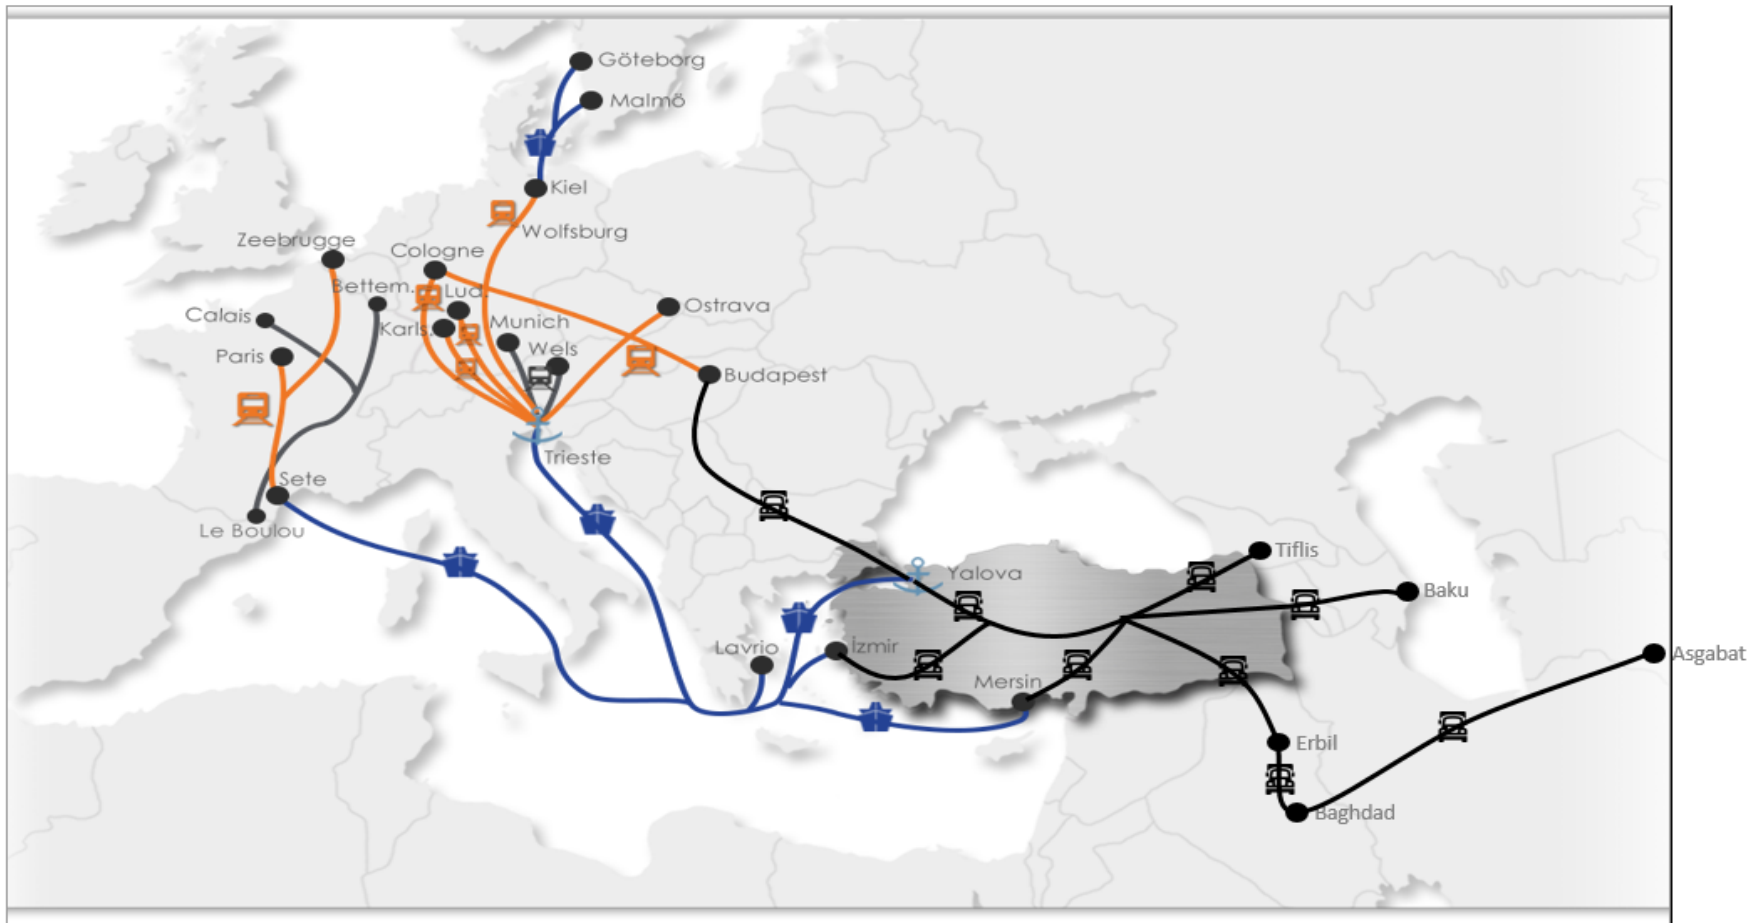 Göteborg
Malmö
Kiel
Wolfsburg
Zeebrugge
Cologne
Bettem.
Lud.
Ostrava
Calais
Karls.
Munich
Paris
Wels
Budapest
Trieste
Sete
Le Boulou
Tiflis
Yalova
Baku
Lavrio
İzmir
Asgabat
Mersin
Erbil
Baghdad